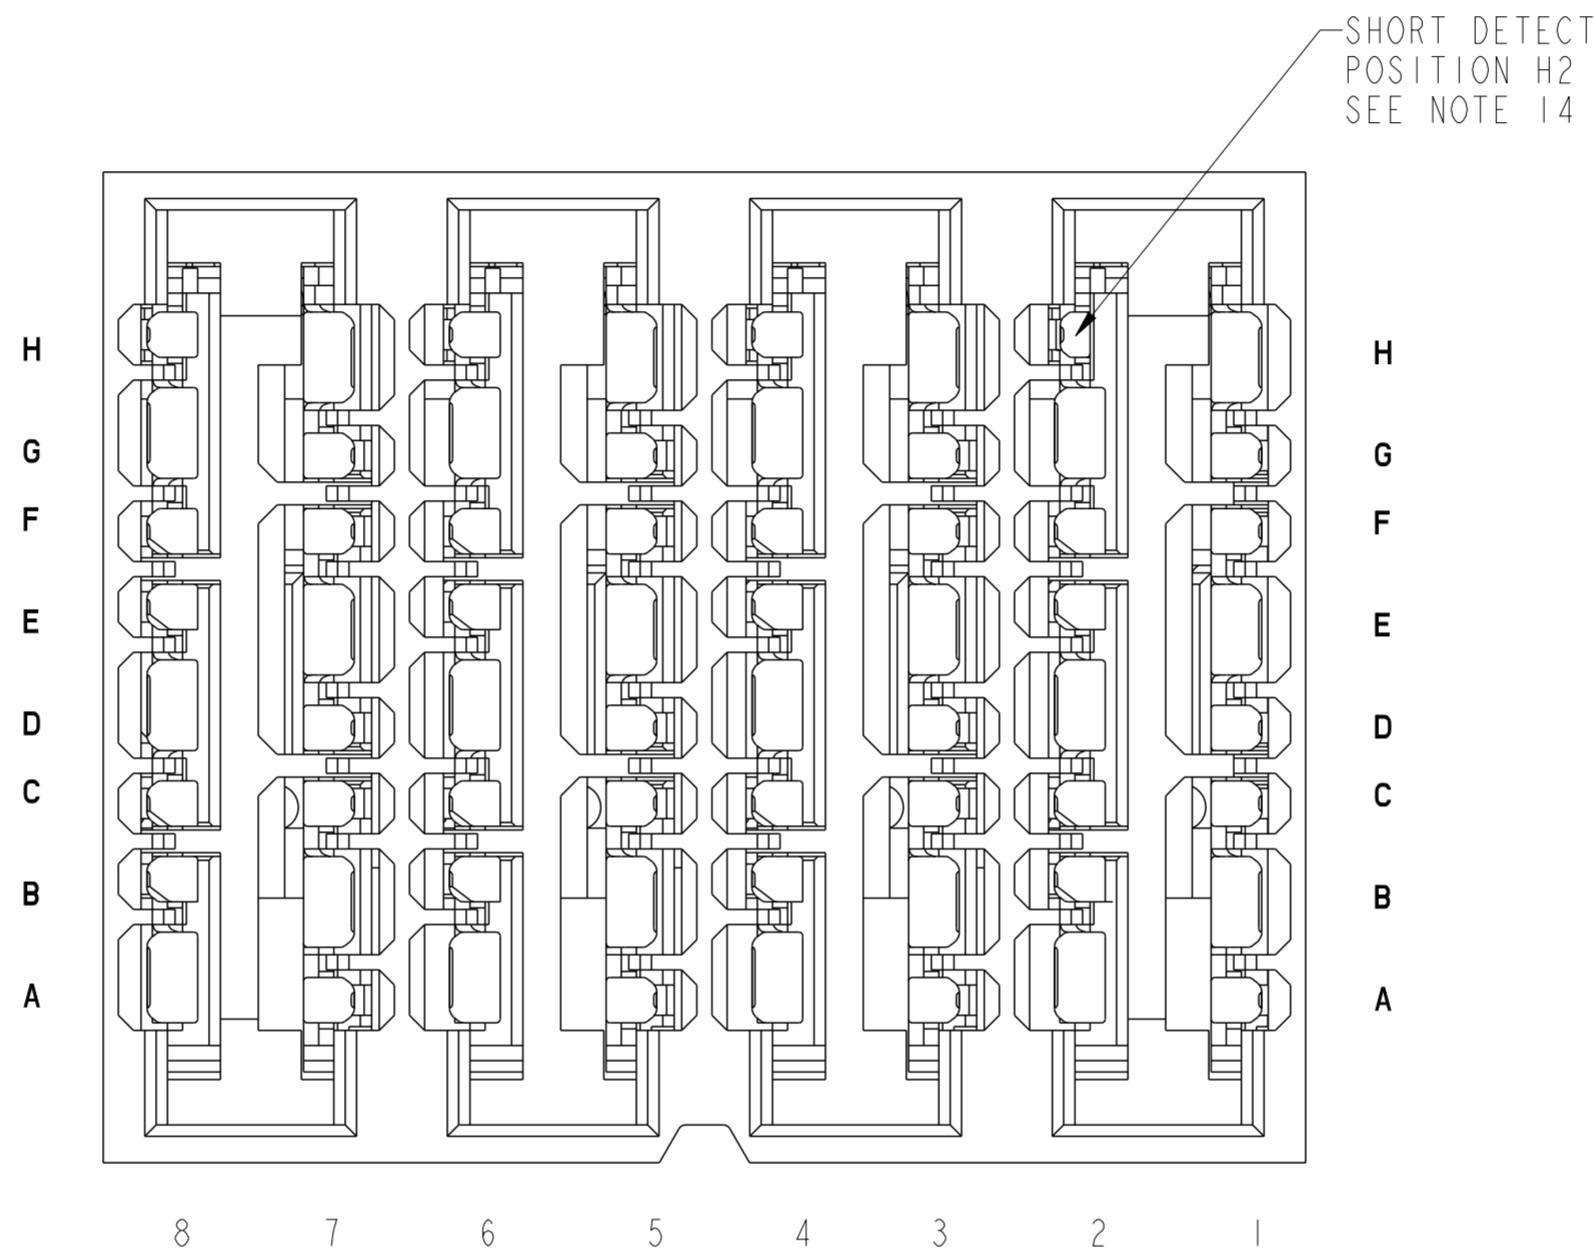 SHORT DETECT
POSITION H2
SEE NOTE 14
H H
G G
F F
E E
D D
C C
B B
A A
8 7 6 5 4 3 2 1